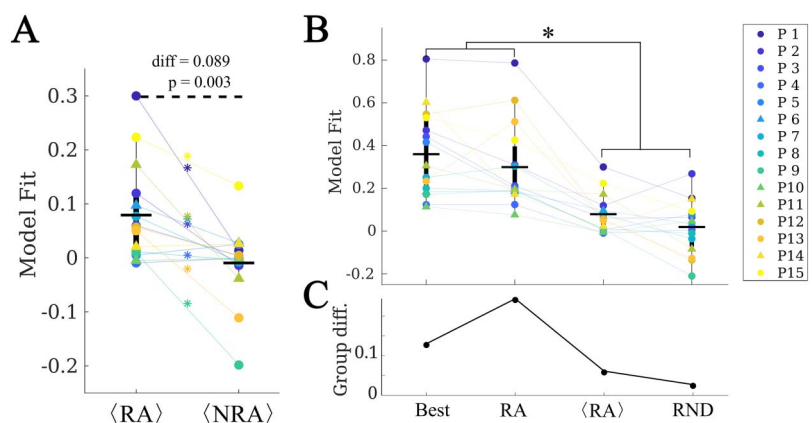 A
diff = 0.089
p = 0.003
Model Fit
0.3
0.2
0.1
0
-0.1
-0.2
⟨RA⟩ ⟨NRA⟩
B
*
Model Fit
0.8
0.6
0.4
0.2
0
-0.2
C
Group diff.
0.1
0
Best RA ⟨RA⟩ RND
P 1
P 2
P 3
P 4
P 5
P 6
P 7
P 8
P 9
P10
P11
P12
P13
P14
P15